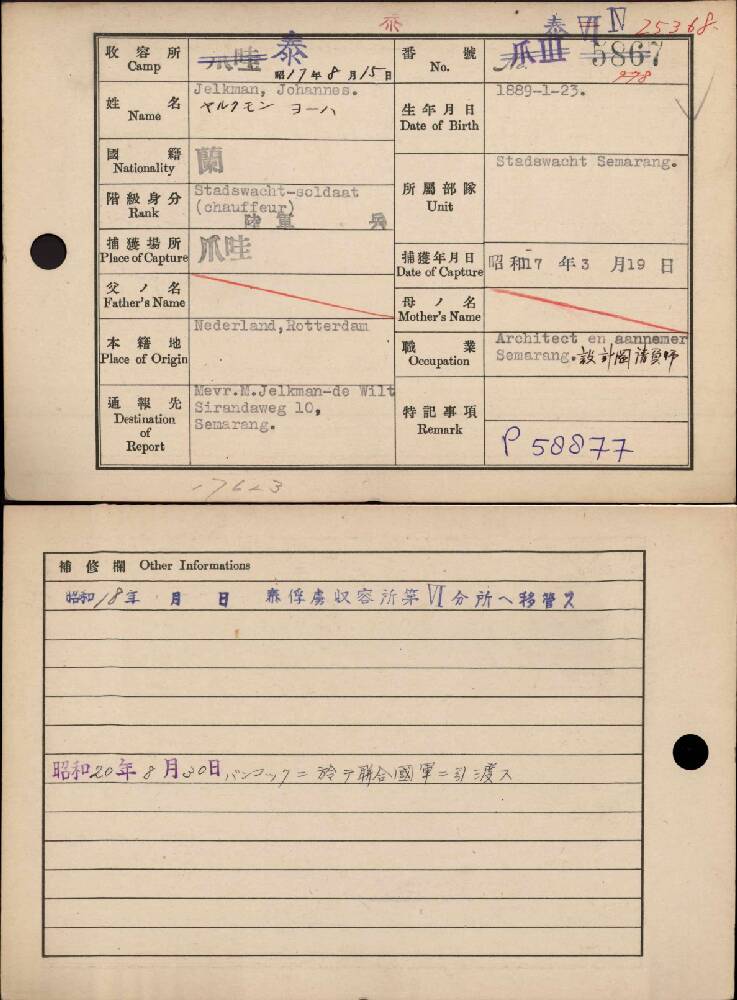 泰
泰 VI N 25368.
收容所 Camp
爪哇 泰
昭17年8月15日
番號 No.
爪 III
No 5867
978
姓名 Name
Jelkman, Johannes.
ヤルクモン ヨーハ
生年月日 Date of Birth
1889-1-23.
國籍 Nationality
蘭
階級身分 Rank
Stadswacht-soldaat
(chauffeur)
陸軍 兵
所屬部隊 Unit
Stadswacht Semarang.
捕獲場所 Place of Capture
爪哇
捕獲年月日 Date of Capture
昭和17年3月19日
父ノ名 Father's Name
母ノ名 Mother's Name
本籍地 Place of Origin
Nederland, Rotterdam
職業 Occupation
Architect en aannemer
Semarang. 設計図請負師
通報先 Destination of Report
Mevr.M.Jelkman-de Wilt
Sirandaweg 10,
Semarang.
特記事項 Remark
P 58877
補修欄 Other Informations
昭和18年 月 日 泰俘虜収容所第VI分所ヘ移管ス
昭和20年8月30日 バンコックニ於テ聯合國軍ニ引渡ス